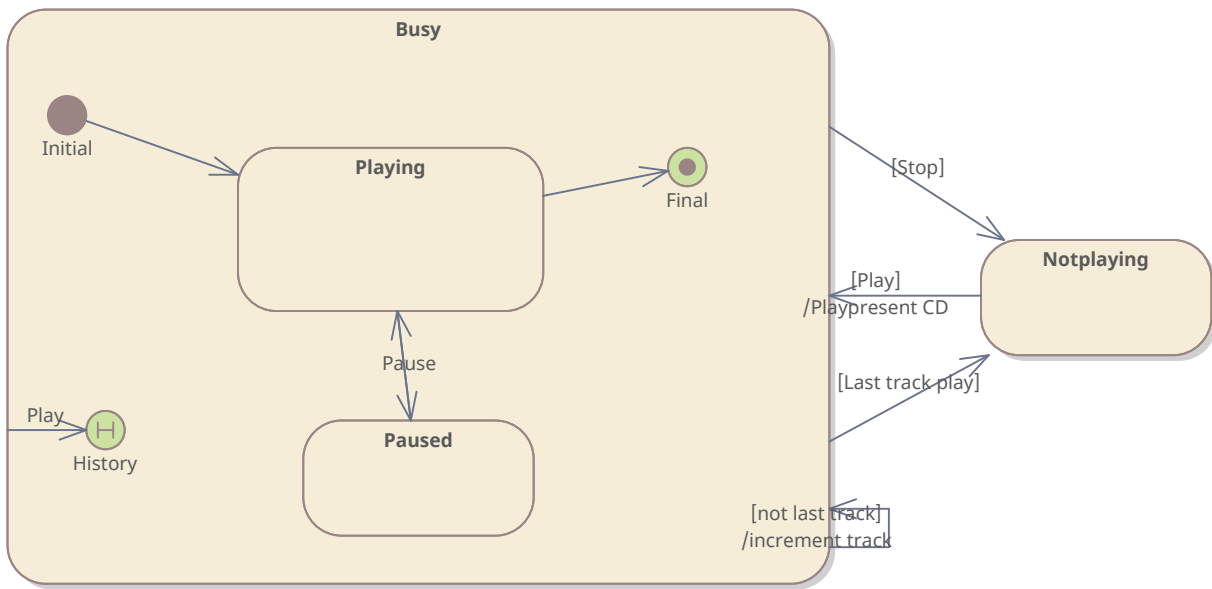 Busy
Initial
Playing
Final
[Stop]
Notplaying
[Play]
/Playpresent CD
Pause
[Last track play]
Play
History
Paused
[not last track]
/increment track